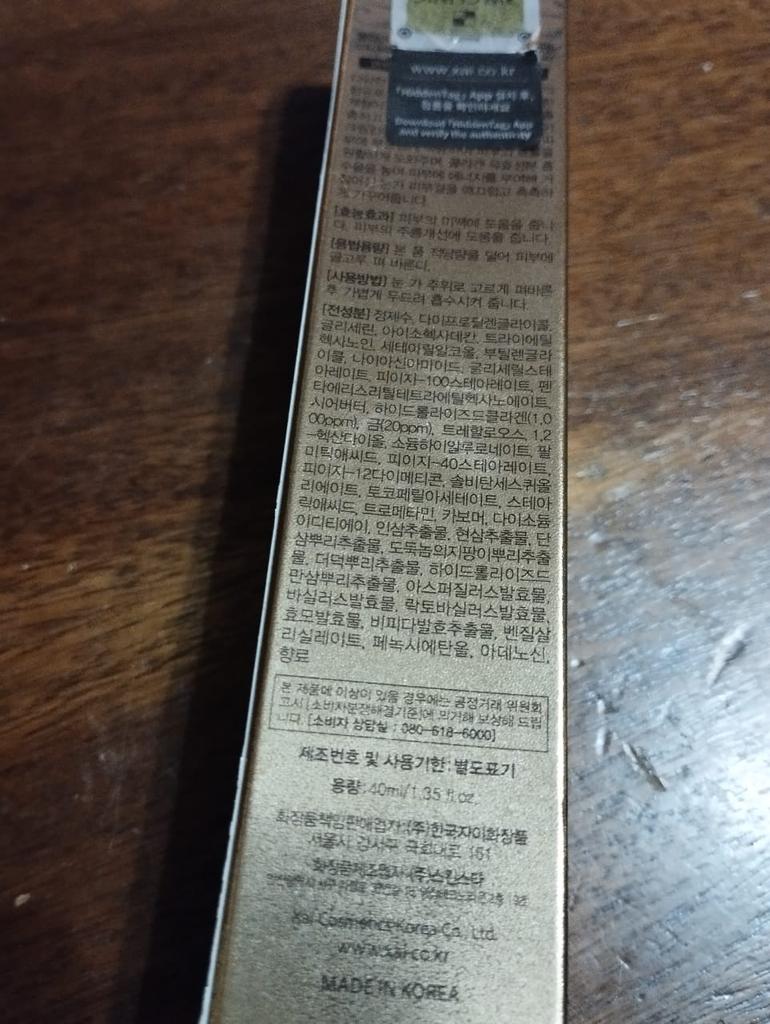 www.xai.co.kr
「HiddenTag」 App 설치 후,
정품을 확인하세요
Download 「HiddenTag」 App
and verify the authenticity
[효능효과] 피부의 미백에 도움을 줍니
다. 피부의 주름개선에 도움을 줍니다.
[용법용량] 본 품 적당량을 덜어 피부에
골고루 펴 바른다.
[사용방법] 눈 가 주위로 고르게 펴바른
후 가볍게 두드려 흡수시켜 줍니다.
[전성분] 정제수, 다이프로필렌글라이콜,
글리세린, 아이소헥사데칸, 트라이에틸
헥사노인, 세테아릴알코올, 부틸렌글라
이콜, 나이아신아마이드, 글리세릴스테
아레이트, 피이지-100스테아레이트, 펜
타에리스리틸테트라에틸헥사노에이트,
시어버터, 하이드롤라이즈드콜라겐(1,0
00ppm), 금(20ppm), 트레할로오스, 1,2
-헥산다이올, 소듐하이알루로네이트, 팔
미틱애씨드, 피이지-40스테아레이트,
피이지-12다이메티콘, 솔비탄세스퀴올
리에이트, 토코페릴아세테이트, 스테아
릭애씨드, 트로메타민, 카보머, 다이소듐
이디티에이, 인삼추출물, 현삼추출물, 단
삼뿌리추출물, 도둑놈의지팡이뿌리추출
물, 더덕뿌리추출물, 하이드롤라이즈드
만삼뿌리추출물, 아스퍼질러스발효물,
바실러스발효물, 락토바실러스발효물,
효모발효물, 비피다발효추출물, 벤질살
리실레이트, 페녹시에탄올, 아데노신,
향료
본 제품에 이상이 있을 경우에는 공정거래 위원회
고시 [소비자분쟁해결기준]에 의거해 보상해 드립
니다. [소비자 상담실 : 080-618-6000]
제조번호 및 사용기한: 별도표기
용량: 40ml/1.35 fl.oz.
화장품책임판매업자: (주)한국자이화장품
서울시 강서구 국회대로 161
화장품제조업자: (주)스킨스타
Xai Cosmetics Korea Co., Ltd.
www.xai.co.kr
MADE IN KOREA